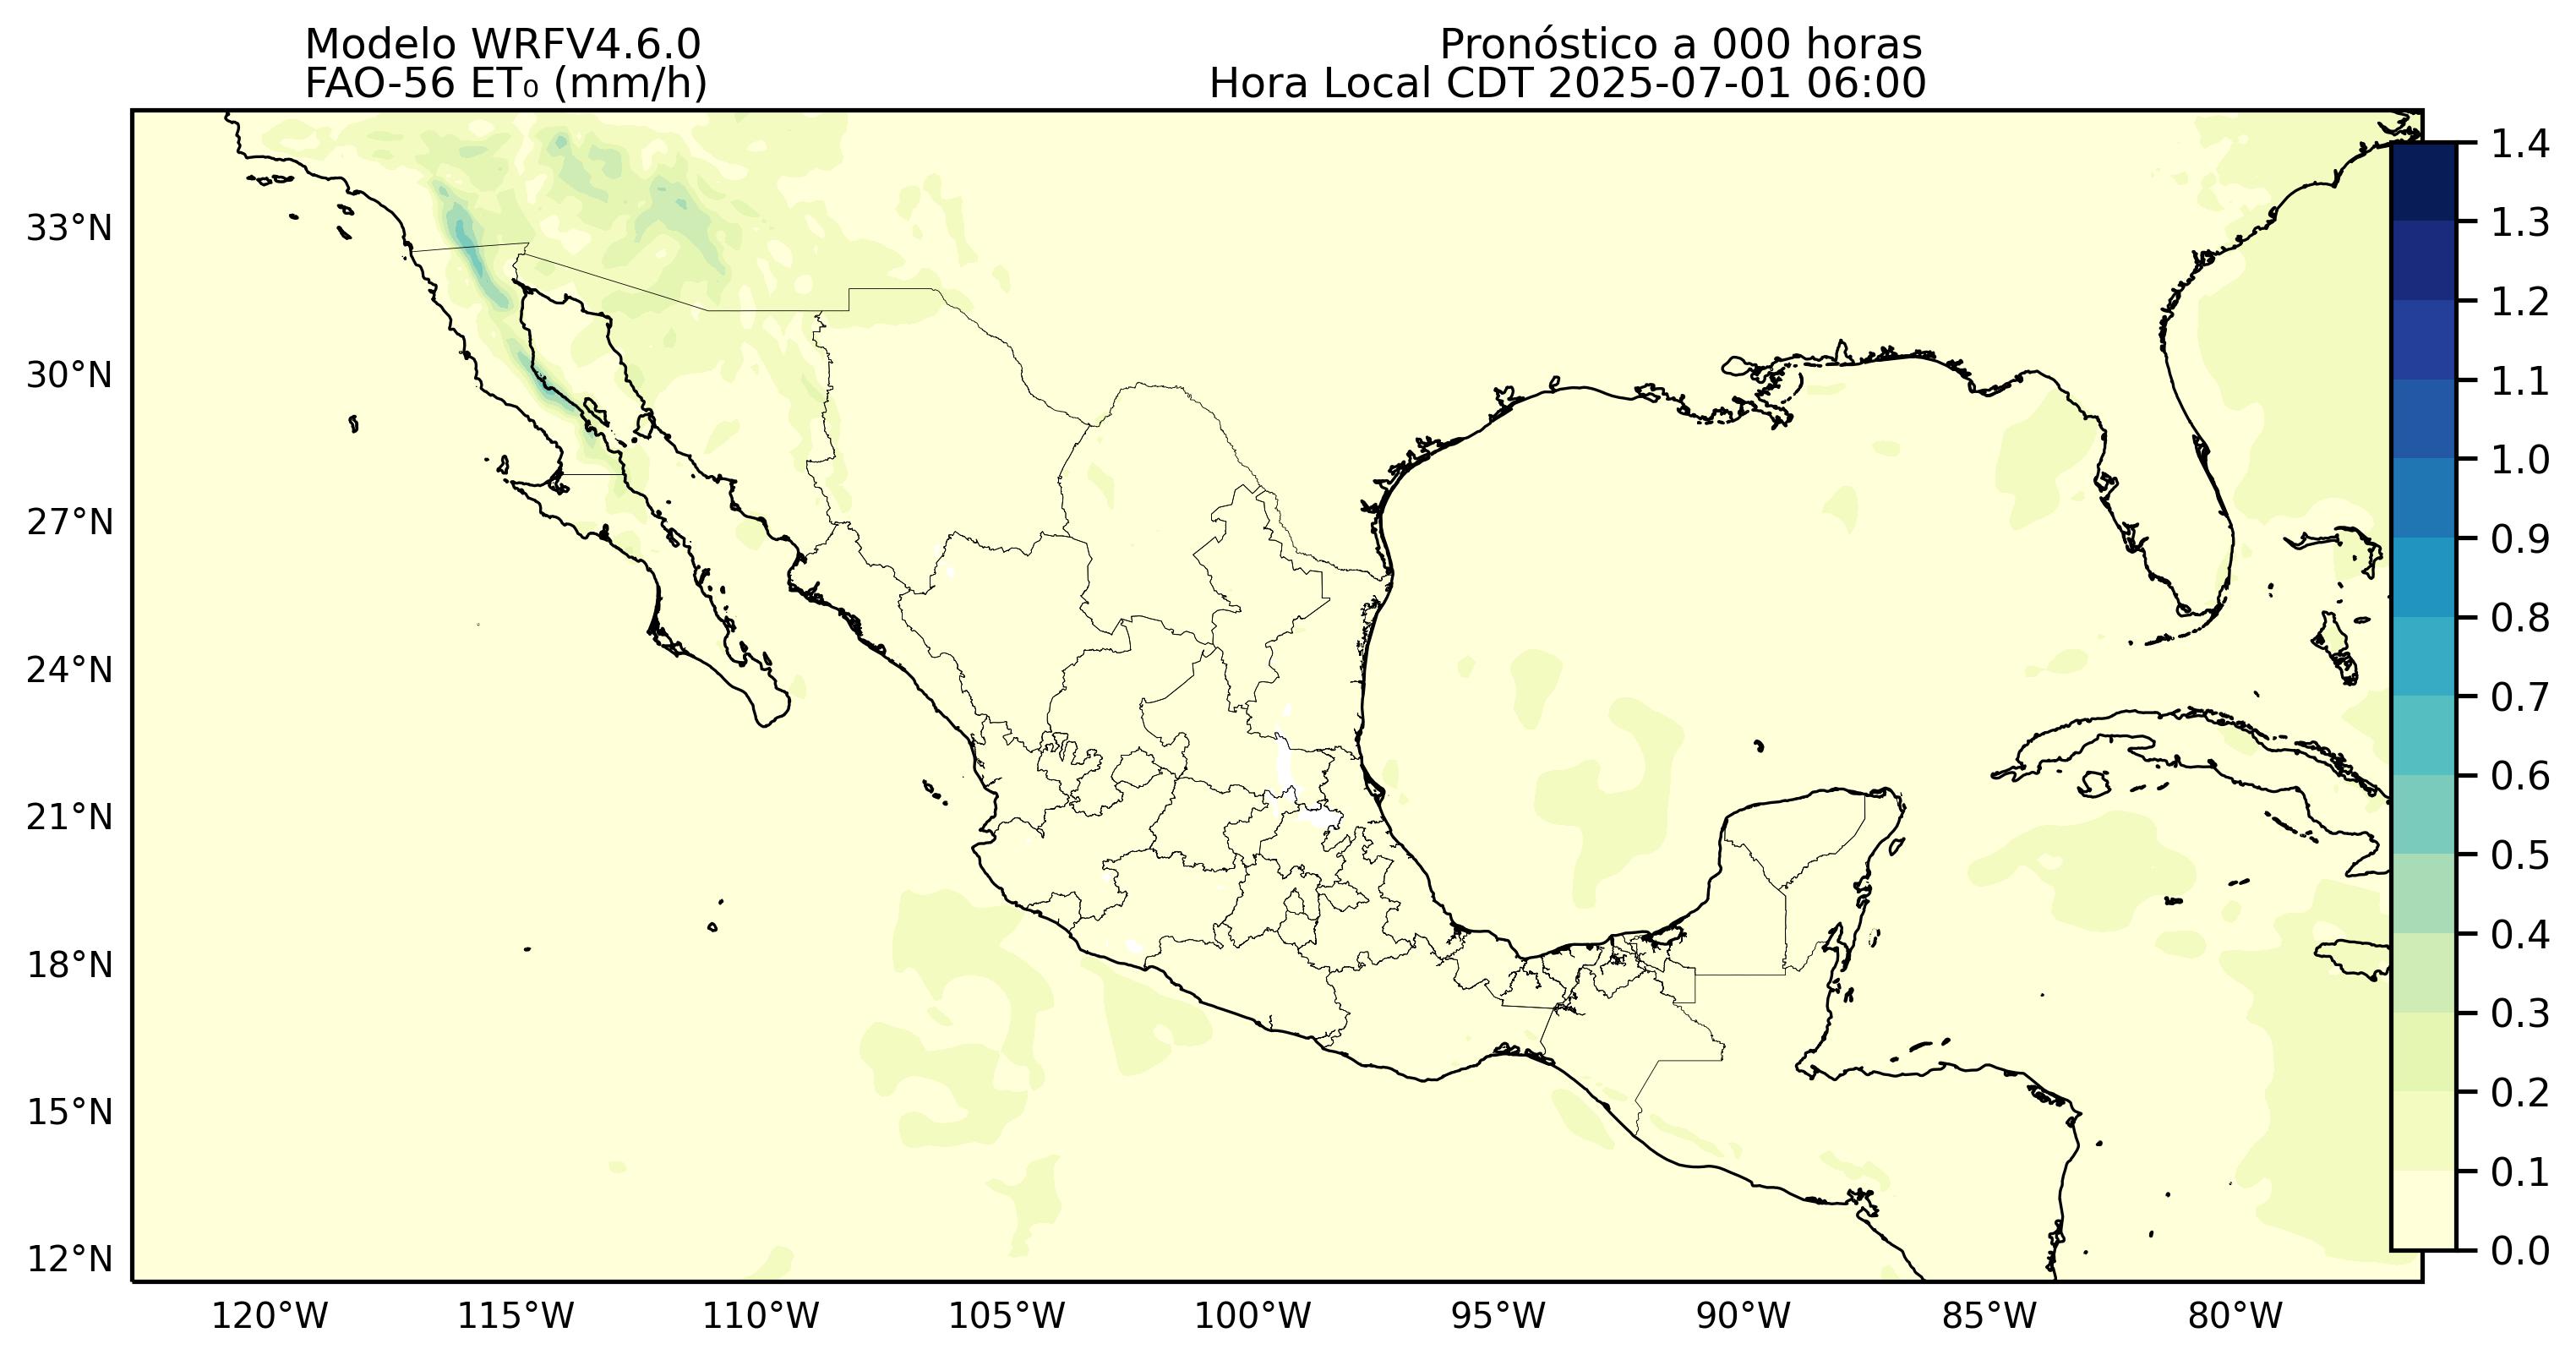 Modelo WRFV4.6.0
FAO-56 ET₀ (mm/h)
Pronóstico a 000 horas
Hora Local CDT 2025-07-01 06:00
33°N
30°N
27°N
24°N
21°N
18°N
15°N
12°N
120°W
115°W
110°W
105°W
100°W
95°W
90°W
85°W
80°W
1.4
1.3
1.2
1.1
1.0
0.9
0.8
0.7
0.6
0.5
0.4
0.3
0.2
0.1
0.0